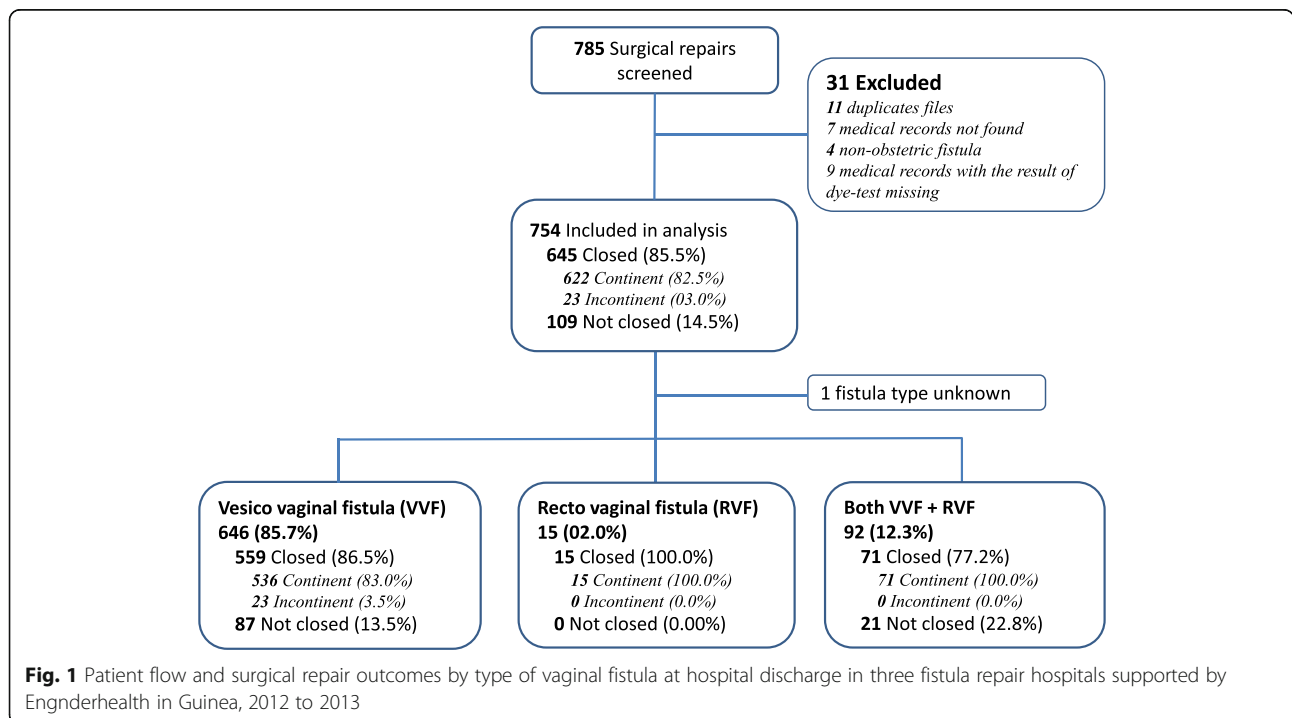 785 Surgical repairs
screened
31 Excluded
11 duplicates files
7 medical records not found
4 non-obstetric fistula
9 medical records with the result of
dye-test missing
754 Included in analysis
645 Closed (85.5%)
622 Continent (82.5%)
23 Incontinent (03.0%)
109 Not closed (14.5%)
1 fistula type unknown
Vesico vaginal fistula (VVF)
646 (85.7%)
559 Closed (86.5%)
536 Continent (83.0%)
23 Incontinent (3.5%)
87 Not closed (13.5%)
Recto vaginal fistula (RVF)
15 (02.0%)
15 Closed (100.0%)
15 Continent (100.0%)
0 Incontinent (0.0%)
0 Not closed (0.00%)
Both VVF + RVF
92 (12.3%)
71 Closed (77.2%)
71 Continent (100.0%)
0 Incontinent (0.0%)
21 Not closed (22.8%)
Fig. 1 Patient flow and surgical repair outcomes by type of vaginal fistula at hospital discharge in three fistula repair hospitals supported by
Engnderhealth in Guinea, 2012 to 2013